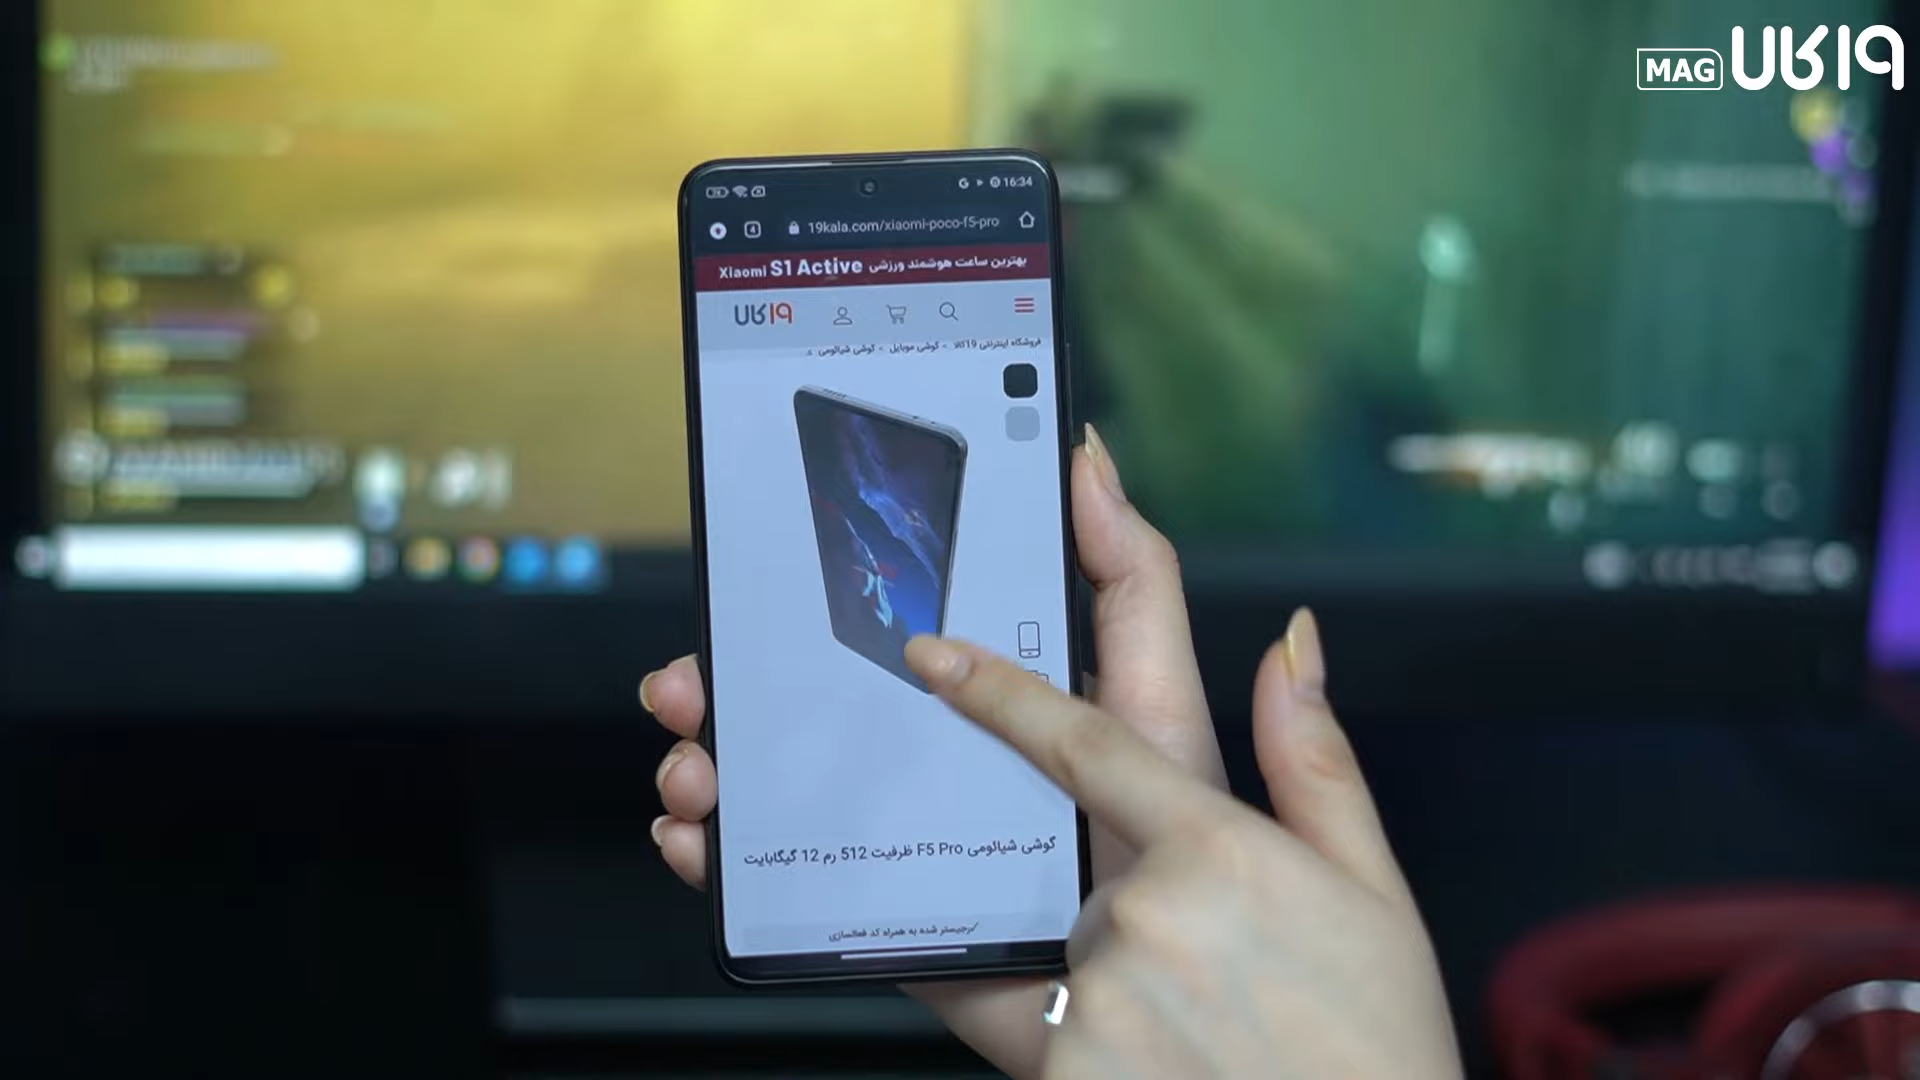 MAG ۱۹کالا
16:34
4 19kala.com/xiaomi-poco-f5-pro
بهترین ساعت هوشمند ورزشی Xiaomi S1 Active
۱۹کالا
فروشگاه اینترنتی 19کالا > گوشی موبایل > گوشی شیائومی
گوشی شیائومی F5 Pro ظرفیت 512 رم 12 گیگابایت
✓رجیستر شده به همراه کد فعالسازی